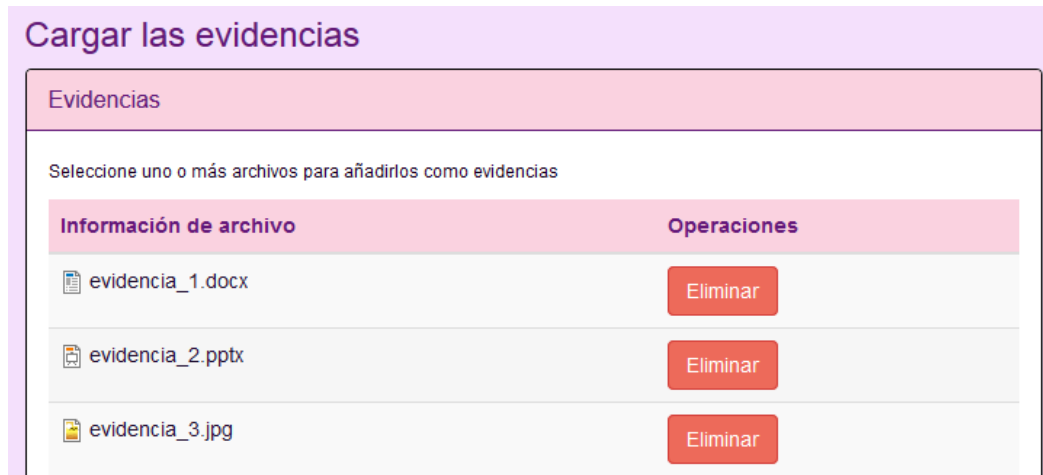 Cargar las evidencias
Evidencias
Seleccione uno o más archivos para añadirlos como evidencias
Información de archivo Operaciones
evidencia_1.docx Eliminar
evidencia_2.pptx Eliminar
evidencia_3.jpg Eliminar